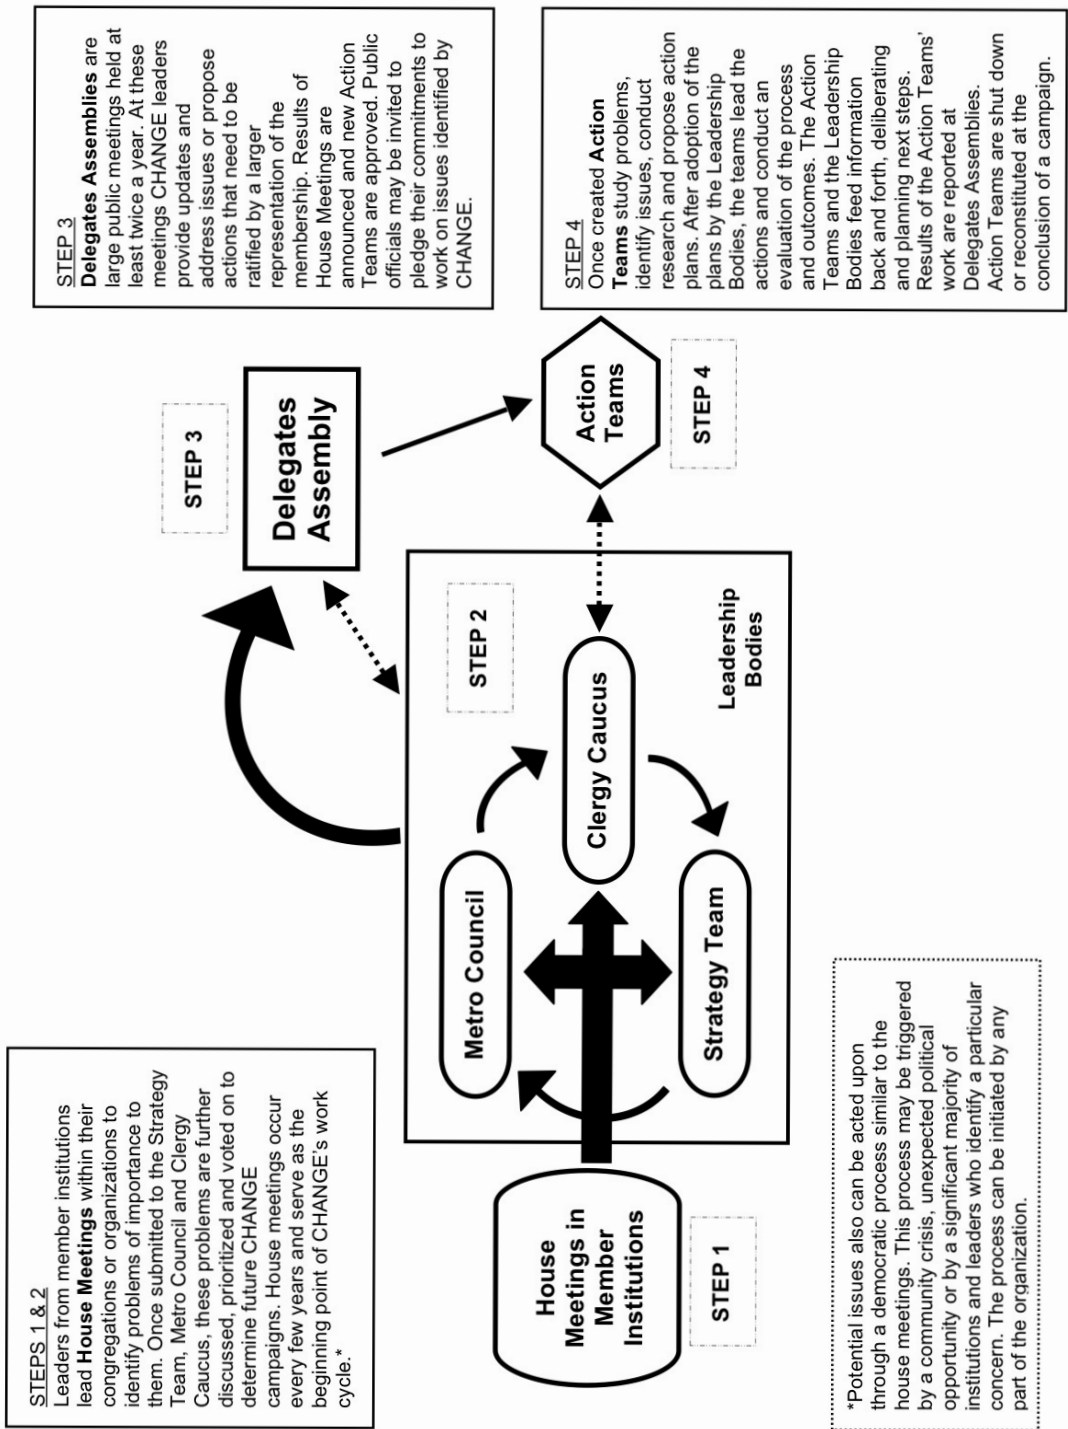 STEPS 1 & 2
Leaders from member institutions
lead House Meetings within their
congregations or organizations to
identify problems of importance to
them. Once submitted to the Strategy
Team, Metro Council and Clergy
Caucus, these problems are further
discussed, prioritized and voted on to
determine future CHANGE
campaigns. House meetings occur
every few years and serve as the
beginning point of CHANGE's work
cycle.*
STEP 3
Delegates Assemblies are
large public meetings held at
least twice a year. At these
meetings CHANGE leaders
provide updates and
address issues or propose
actions that need to be
ratified by a larger
representation of the
membership. Results of
House Meetings are
announced and new Action
Teams are approved. Public
officials may be invited to
pledge their commitments to
work on issues identified by
CHANGE.
STEP 3
Delegates
Assembly
House
Meetings in
Member
Institutions
STEP 1
Metro Council
Clergy Caucus
Strategy Team
STEP 2
Leadership
Bodies
Action
Teams
STEP 4
STEP 4
Once created Action
Teams study problems,
identify issues, conduct
research and propose action
plans. After adoption of the
plans by the Leadership
Bodies, the teams lead the
actions and conduct an
evaluation of the process
and outcomes. The Action
Teams and the Leadership
Bodies feed information
back and forth, deliberating
and planning next steps.
Results of the Action Teams'
work are reported at
Delegates Assemblies.
Action Teams are shut down
or reconstituted at the
conclusion of a campaign.
*Potential issues also can be acted upon
through a democratic process similar to the
house meetings. This process may be triggered
by a community crisis, unexpected political
opportunity or by a significant majority of
institutions and leaders who identify a particular
concern. The process can be initiated by any
part of the organization.